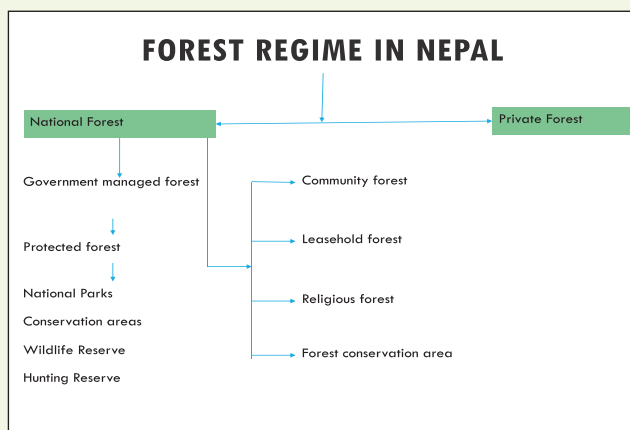 FOREST REGIME IN NEPAL
National Forest
Private Forest
Government managed forest
Community forest
Protected forest
Leasehold forest
National Parks
Religious forest
Conservation areas
Wildlife Reserve
Forest conservation area
Hunting Reserve